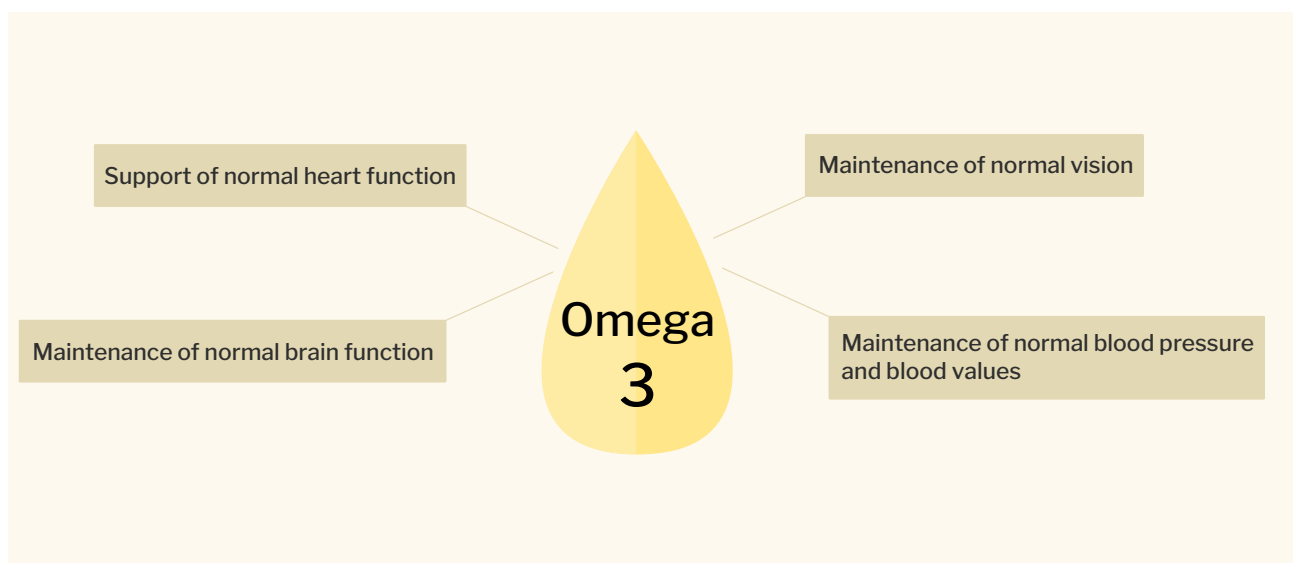 Support of normal heart function
Maintenance of normal vision
Omega
3
Maintenance of normal brain function
Maintenance of normal blood pressure
and blood values